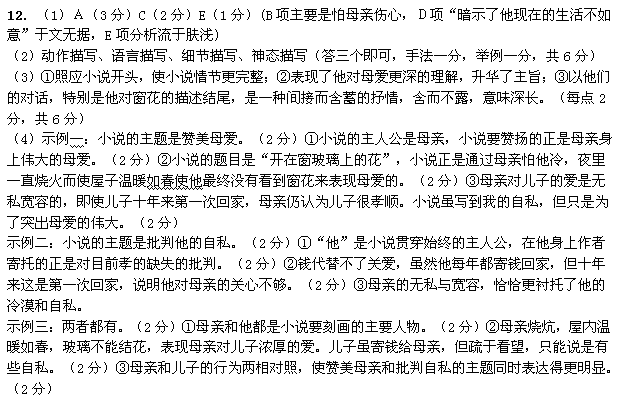 12. （1）Ａ（3分）C（2分）E（1分）(B项主要是怕母亲伤心，Ｄ项“暗示了他现在的生活不如
意”于文无据，E项分析流于肤浅）
（2）动作描写、语言描写、细节描写、神态描写（答三个即可，手法一分，举例一分，共６分）
（3）①照应小说开头，使小说情节更完整；②表现了他对母爱更深的理解，升华了主旨；③以他们
的对话，特别是他对窗花的描述结尾，是一种间接而含蓄的抒情，含而不露，意味深长。（每点２
分，共６分）
（4）示例一：小说的主题是赞美母爱。（２分）①小说的主人公是母亲，小说要赞扬的正是母亲身
上伟大的母爱。（２分）②小说的题目是“开在窗玻璃上的花”，小说正是通过母亲怕他冷，夜里
一直烧火而使屋子温暖如春使他最终没有看到窗花来表现母爱的。（２分）③母亲对儿子的爱是无
私宽容的，即使儿子十年来第一次回家，母亲仍认为儿子很孝顺。小说虽写到我的自私，但只是为
了突出母爱的伟大。（２分）
示例二：小说的主题是批判他的自私。（２分）①“他”是小说贯穿始终的主人公，在他身上作者
寄托的正是对目前孝的缺失的批判。（２分）②钱代替不了关爱，虽然他每年都寄钱回家，但十年
来这是第一次回家，说明他对母亲的关心不够。（２分）③母亲的无私与宽容，恰恰更衬托了他的
冷漠和自私。
示例三：两者都有。（２分）①母亲和他都是小说要刻画的主要人物。（２分）②母亲烧炕，屋内温
暖如春，玻璃不能结花，表现母亲对儿子浓厚的爱。儿子虽寄钱给母亲，但疏于看望，只能说是有
些自私。（２分）③母亲和儿子的行为两相对照，使赞美母亲和批判自私的主题同时表达得更明显。
（２分）